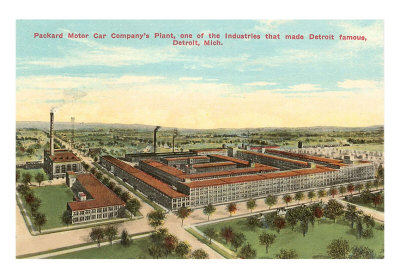 Packard Motor Car Company's Plant, one of the Industries that made Detroit famous,
Detroit, Mich.